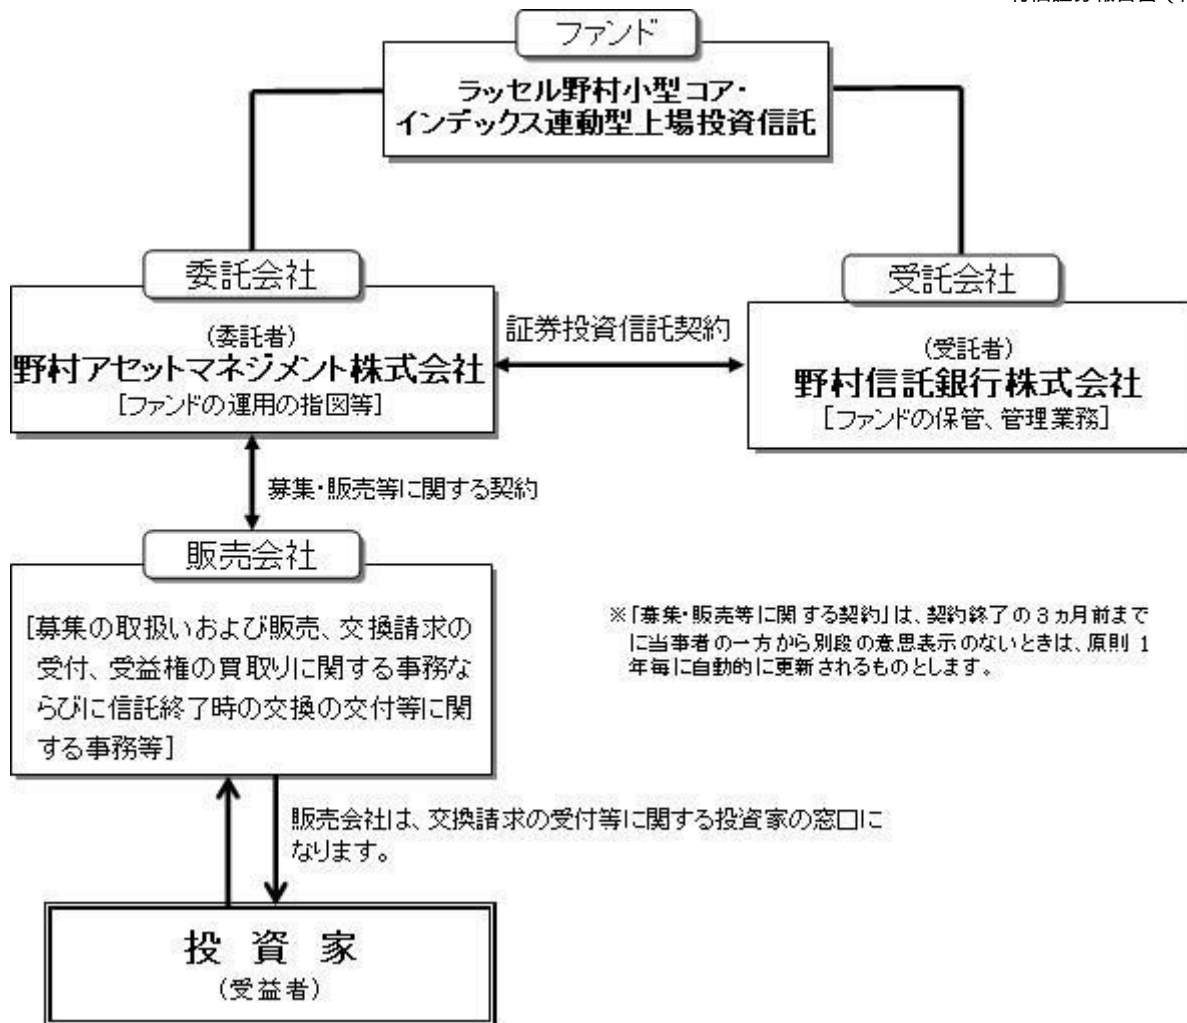 ファンド
ラッセル野村小型コア・
インデックス連動型上場投資信託
委託会社
(委託者)
野村アセットマネジメント株式会社
[ファンドの運用の指図等]
証券投資信託契約
受託会社
(受託者)
野村信託銀行株式会社
[ファンドの保管、管理業務]
募集・販売等に関する契約
販売会社
[募集の取扱いおよび販売、交換請求の
受付、受益権の買取りに関する事務な
らびに信託終了時の交換の交付等に関
する事務等]
※「募集・販売等に関する契約」は、契約終了の3ヵ月前まで
に当事者の一方から別段の意思表示のないときは、原則 1
年毎に自動的に更新されるものとします。
販売会社は、交換請求の受付等に関する投資家の窓口に
なります。
投 資 家
(受益者)